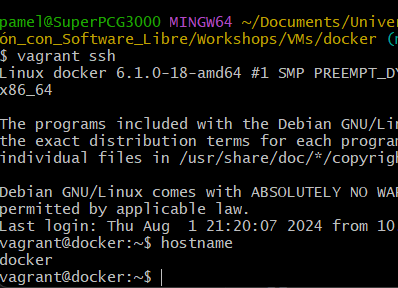 pamel@SuperPCG3000 MINGW64 ~/Documents/Univer
ón_con_Software_Libre/Workshops/VMs/docker (m
$ vagrant ssh
Linux docker 6.1.0-18-amd64 #1 SMP PREEMPT_DY
x86_64
The programs included with the Debian GNU/Lin
the exact distribution terms for each program
individual files in /usr/share/doc/*/copyrigh
Debian GNU/Linux comes with ABSOLUTELY NO WAR
permitted by applicable law.
Last login: Thu Aug  1 21:20:07 2024 from 10
vagrant@docker:~$ hostname
docker
vagrant@docker:~$